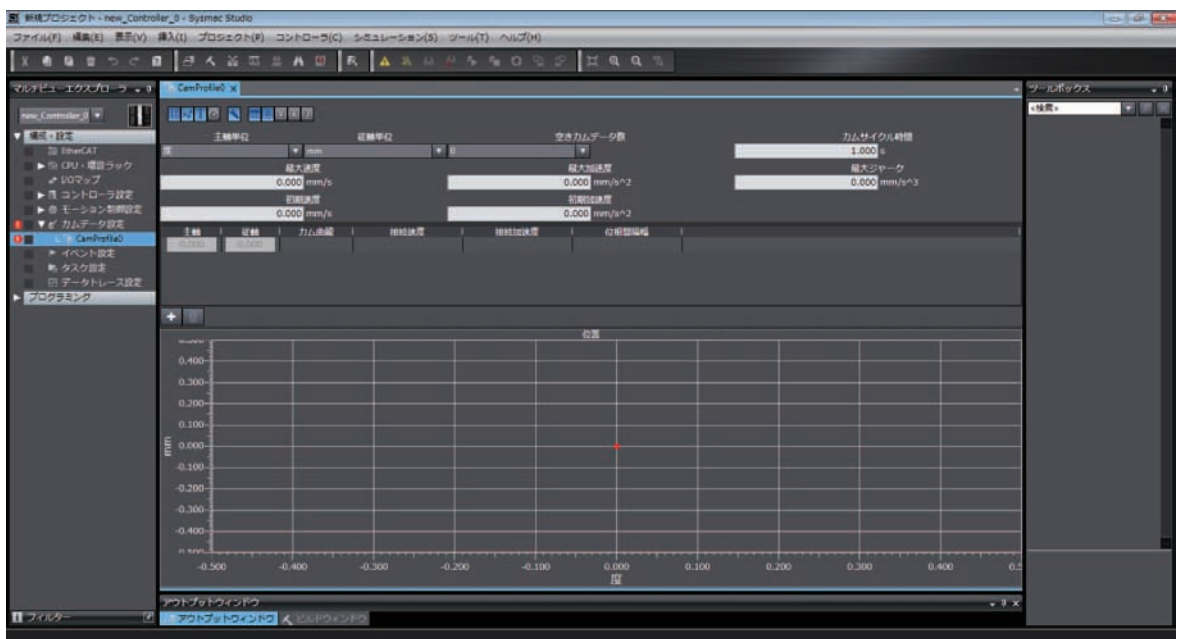 新規プロジェクト - new_Controller_0 - Sysmac Studio
ファイル(F) 編集(E) 表示(V) 挿入(I) プロジェクト(P) コントローラ(C) シミュレーション(S) ツール(T) ヘルプ(H)
マルチビューエクスプローラ
new_Controller_0
構成・設定
EtherCAT
CPU・増設ラック
I/Oマップ
コントローラ設定
モーション制御設定
カムデータ設定
CamProfile0
イベント設定
タスク設定
データトレース設定
プログラミング
フィルター
CamProfile0 x
主軸単位 従軸単位 空きカムデータ数 カムサイクル時間
度 mm 0 1.000 s
最大速度 最大加速度 最大ジャーク
0.000 mm/s 0.000 mm/s^2 0.000 mm/s^3
初期速度 初期加速度
0.000 mm/s 0.000 mm/s^2
主軸 従軸 カム曲線 接続速度 接続加速度 位相間隔幅
0.000 0.000
位置
0.400
0.300
0.200
0.100
0.000
-0.100
-0.200
-0.300
-0.400
mm
-0.500 -0.400 -0.300 -0.200 -0.100 0.000 0.100 0.200 0.300 0.400
度
アウトプットウィンドウ
アウトプットウィンドウ ビルドウィンドウ
ツールボックス
<検索>